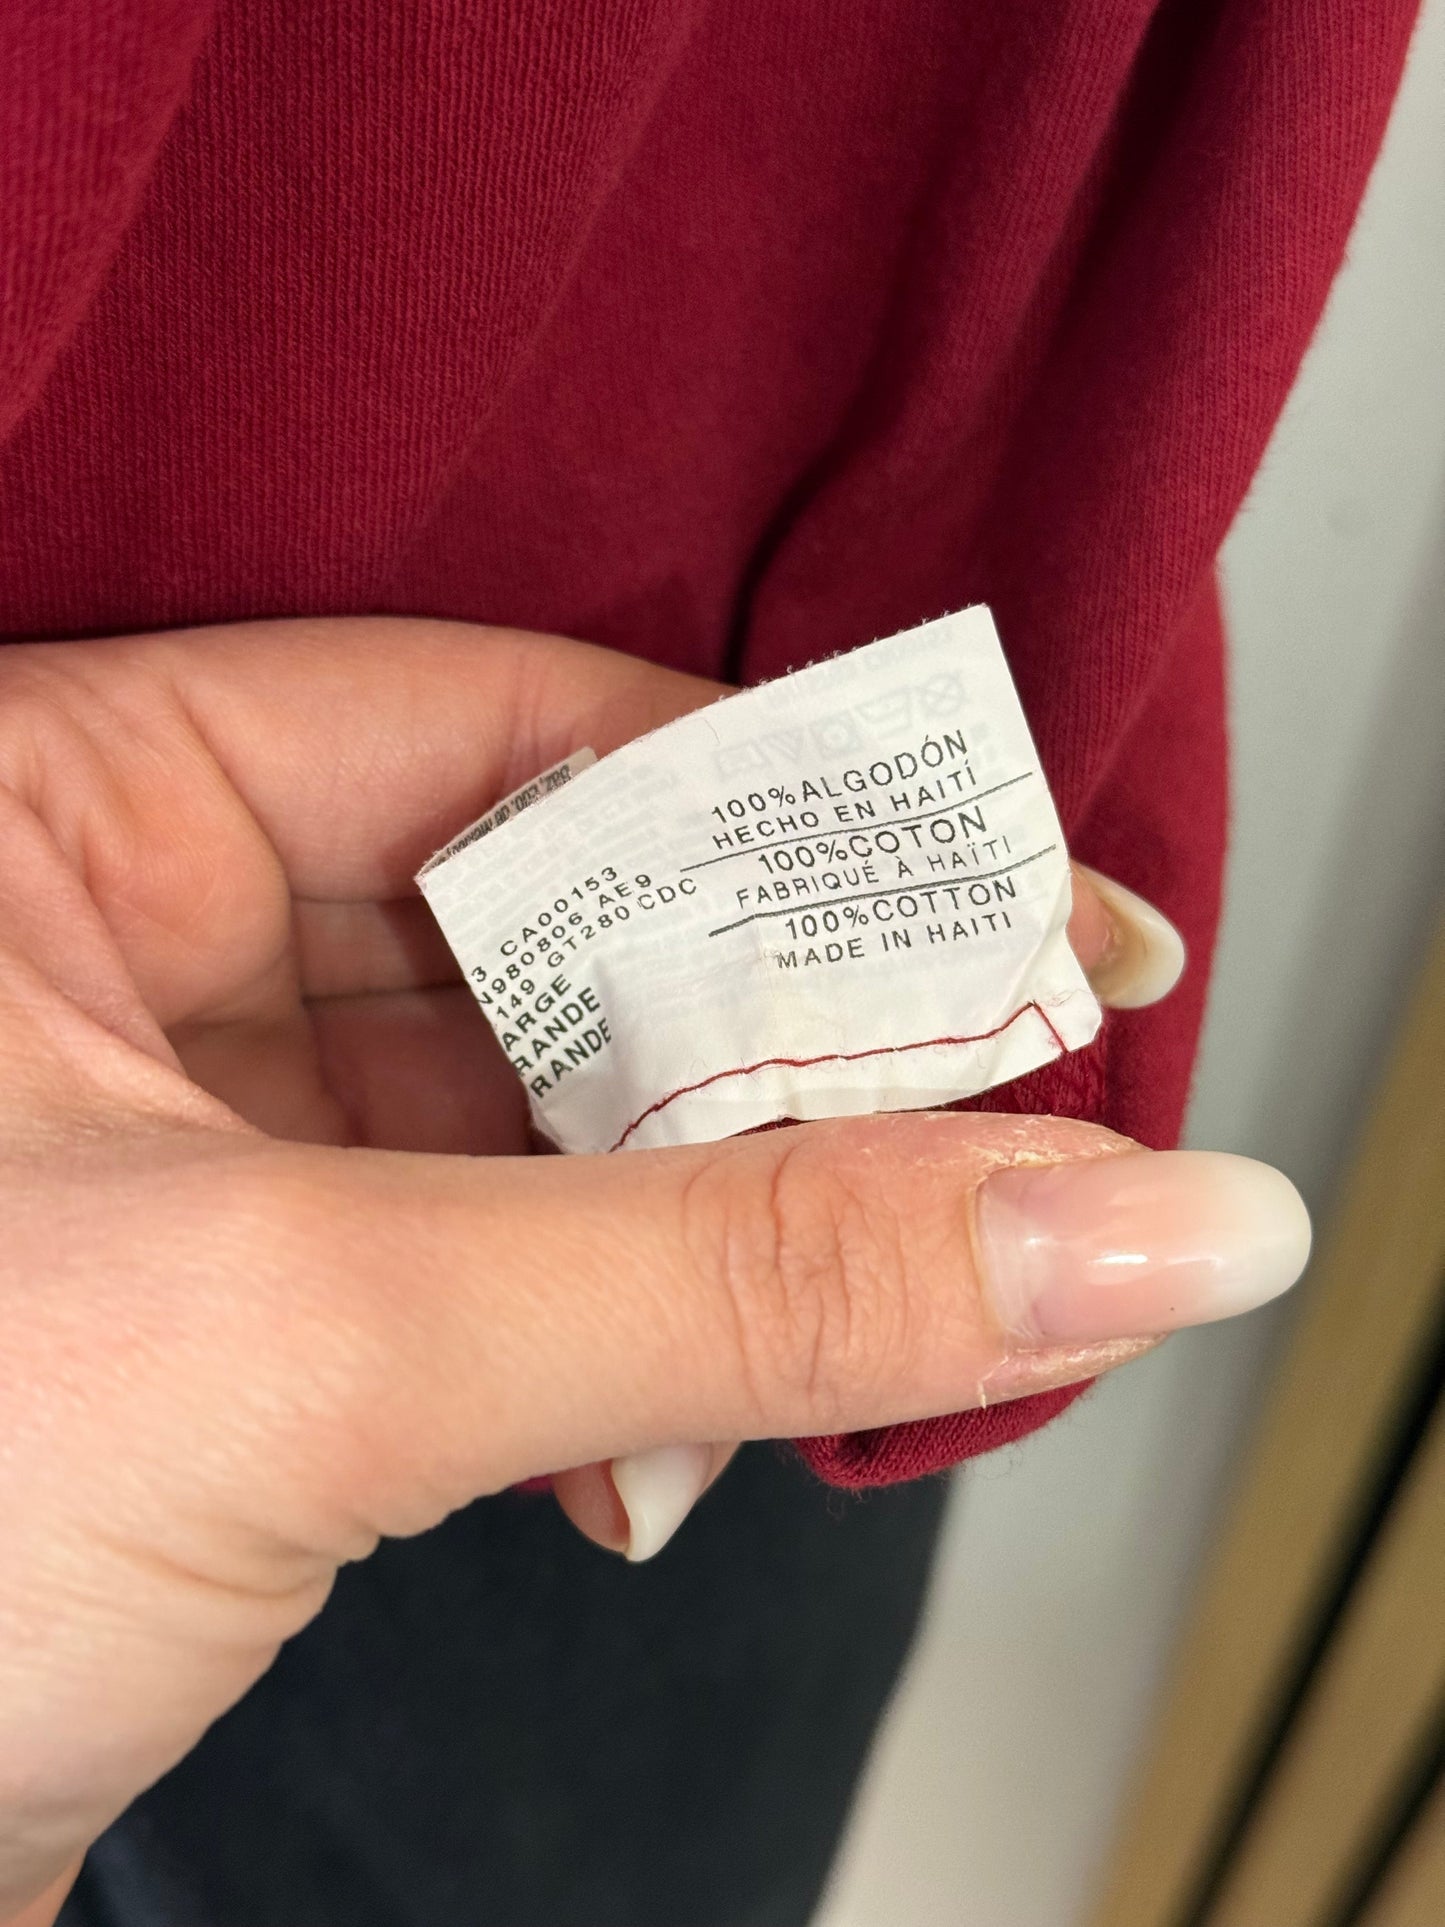 100%ALGODÓN
HECHO EN HAITÍ
100%COTON
FABRIQUÉ À HAÏTI
100%COTTON
MADE IN HAITI
3 CA00153
N980806 AE9
149 GT280 CDC
ARGE
RANDE
RANDE